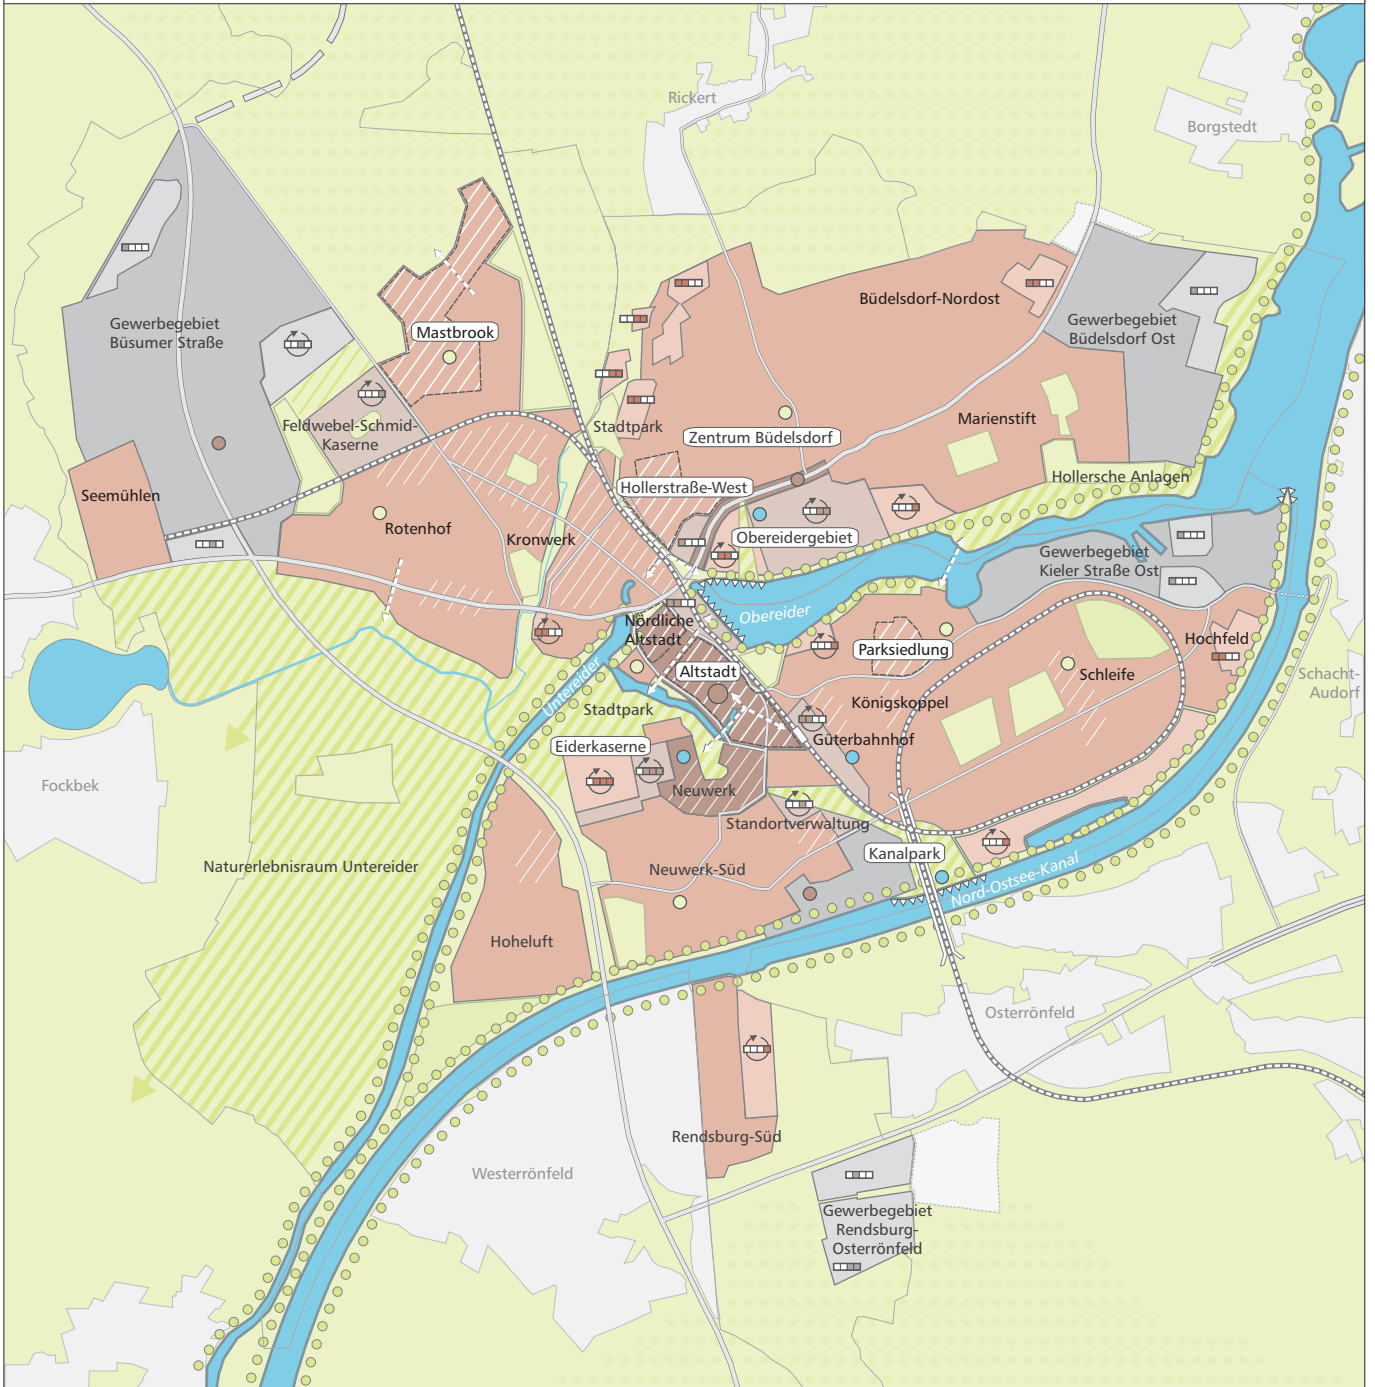 Rickert
Borgstedt
Büdelsdorf-Nordost
Gewerbegebiet
Büdelsdorf Ost
Gewerbegebiet
Büsumer Straße
Mastbrook
Feldwebel-Schmid-
Kaserne
Stadtpark
Zentrum Büdelsdorf
Marienstift
Hollersche Anlagen
Seemühlen
Hollerstraße-West
Rotenhof
Kronwerk
Obereidergebiet
Gewerbegebiet
Kieler Straße Ost
Obereider
Nördliche
Altstadt
Parksiedlung
Hochfeld
Altstadt
Schleife
Schacht-
Audorf
Untereider
Stadtpark
Königskoppel
Güterbahnhof
Eiderkaserne
Neuwerk
Fockbek
Standortverwaltung
Kanalpark
Naturerlebnisraum Untereider
Neuwerk-Süd
Nord-Ostsee-Kanal
Hoheluft
Osterrönfeld
Rendsburg-Süd
Westerrönfeld
Gewerbegebiet
Rendsburg-
Osterrönfeld